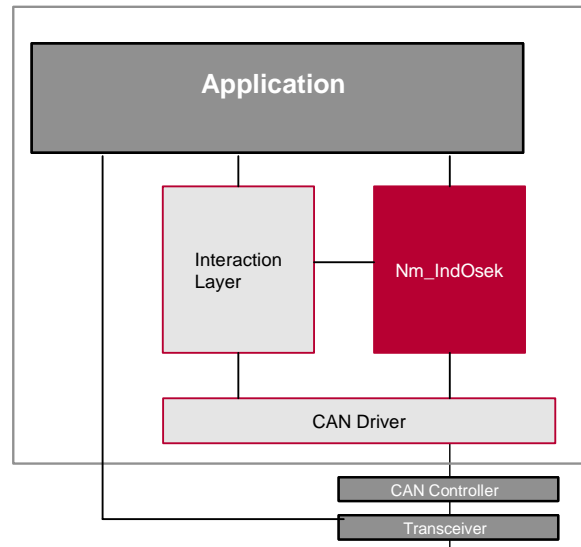 Application
Interaction
Layer
Nm_IndOsek
CAN Driver
CAN Controller
Transceiver